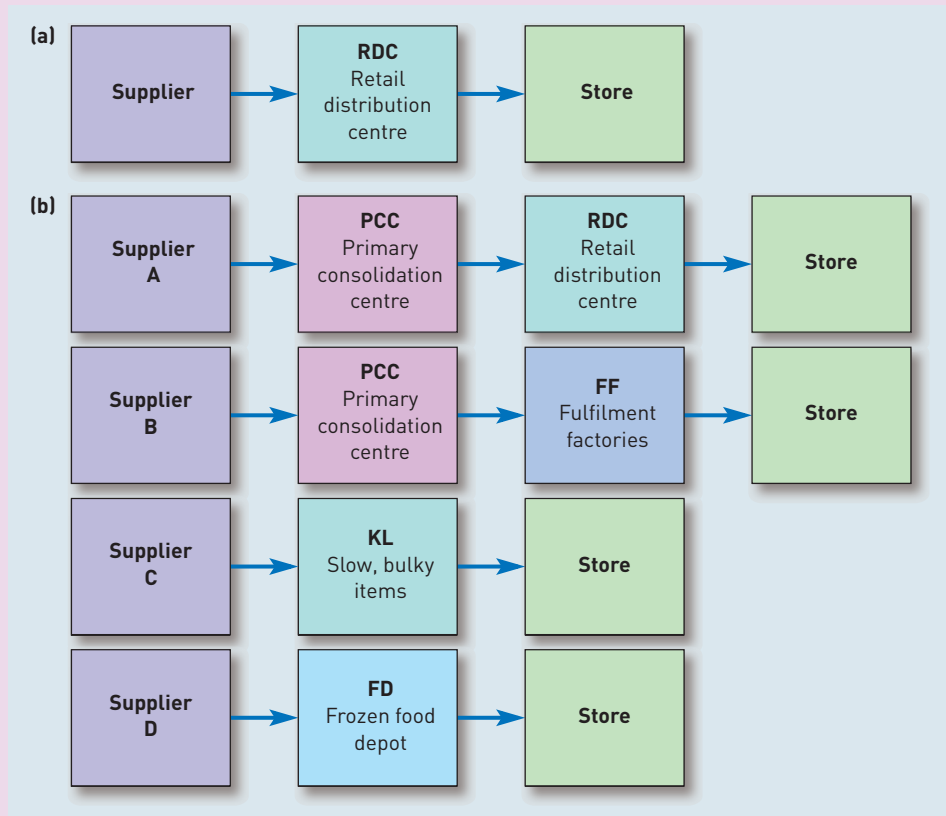 (a)
Supplier
RDC
Retail
distribution
centre
Store
(b)
Supplier
A
PCC
Primary
consolidation
centre
RDC
Retail
distribution
centre
Store
Supplier
B
PCC
Primary
consolidation
centre
FF
Fulfilment
factories
Store
Supplier
C
KL
Slow, bulky
items
Store
Supplier
D
FD
Frozen food
depot
Store